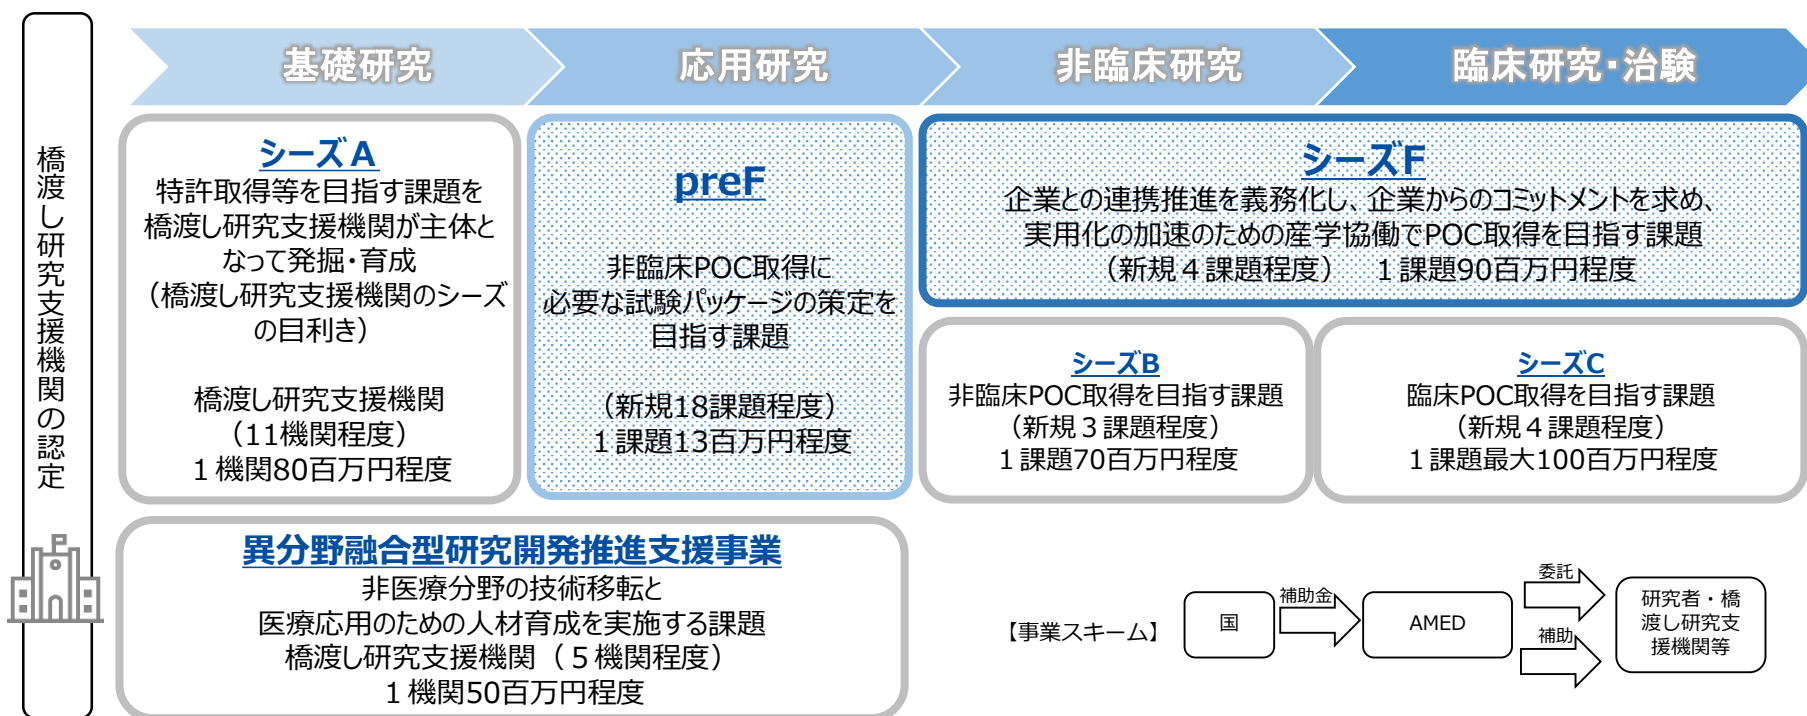 橋渡し研究支援機関の認定
基礎研究
応用研究
非臨床研究
臨床研究・治験
シーズA
特許取得等を目指す課題を
橋渡し研究支援機関が主体と
なって発掘・育成
（橋渡し研究支援機関のシーズ
の目利き）
橋渡し研究支援機関
（11機関程度）
１機関80百万円程度
preF
非臨床POC取得に
必要な試験パッケージの策定を
目指す課題
（新規18課題程度）
１課題13百万円程度
シーズF
企業との連携推進を義務化し、企業からのコミットメントを求め、
実用化の加速のための産学協働でPOC取得を目指す課題
（新規４課題程度）　１課題90百万円程度
シーズB
非臨床POC取得を目指す課題
（新規３課題程度）
１課題70百万円程度
シーズC
臨床POC取得を目指す課題
（新規４課題程度）
１課題最大100百万円程度
異分野融合型研究開発推進支援事業
非医療分野の技術移転と
医療応用のための人材育成を実施する課題
橋渡し研究支援機関（５機関程度）
１機関50百万円程度
【事業スキーム】
国
補助金
AMED
委託
補助
研究者・橋
渡し研究支
援機関等